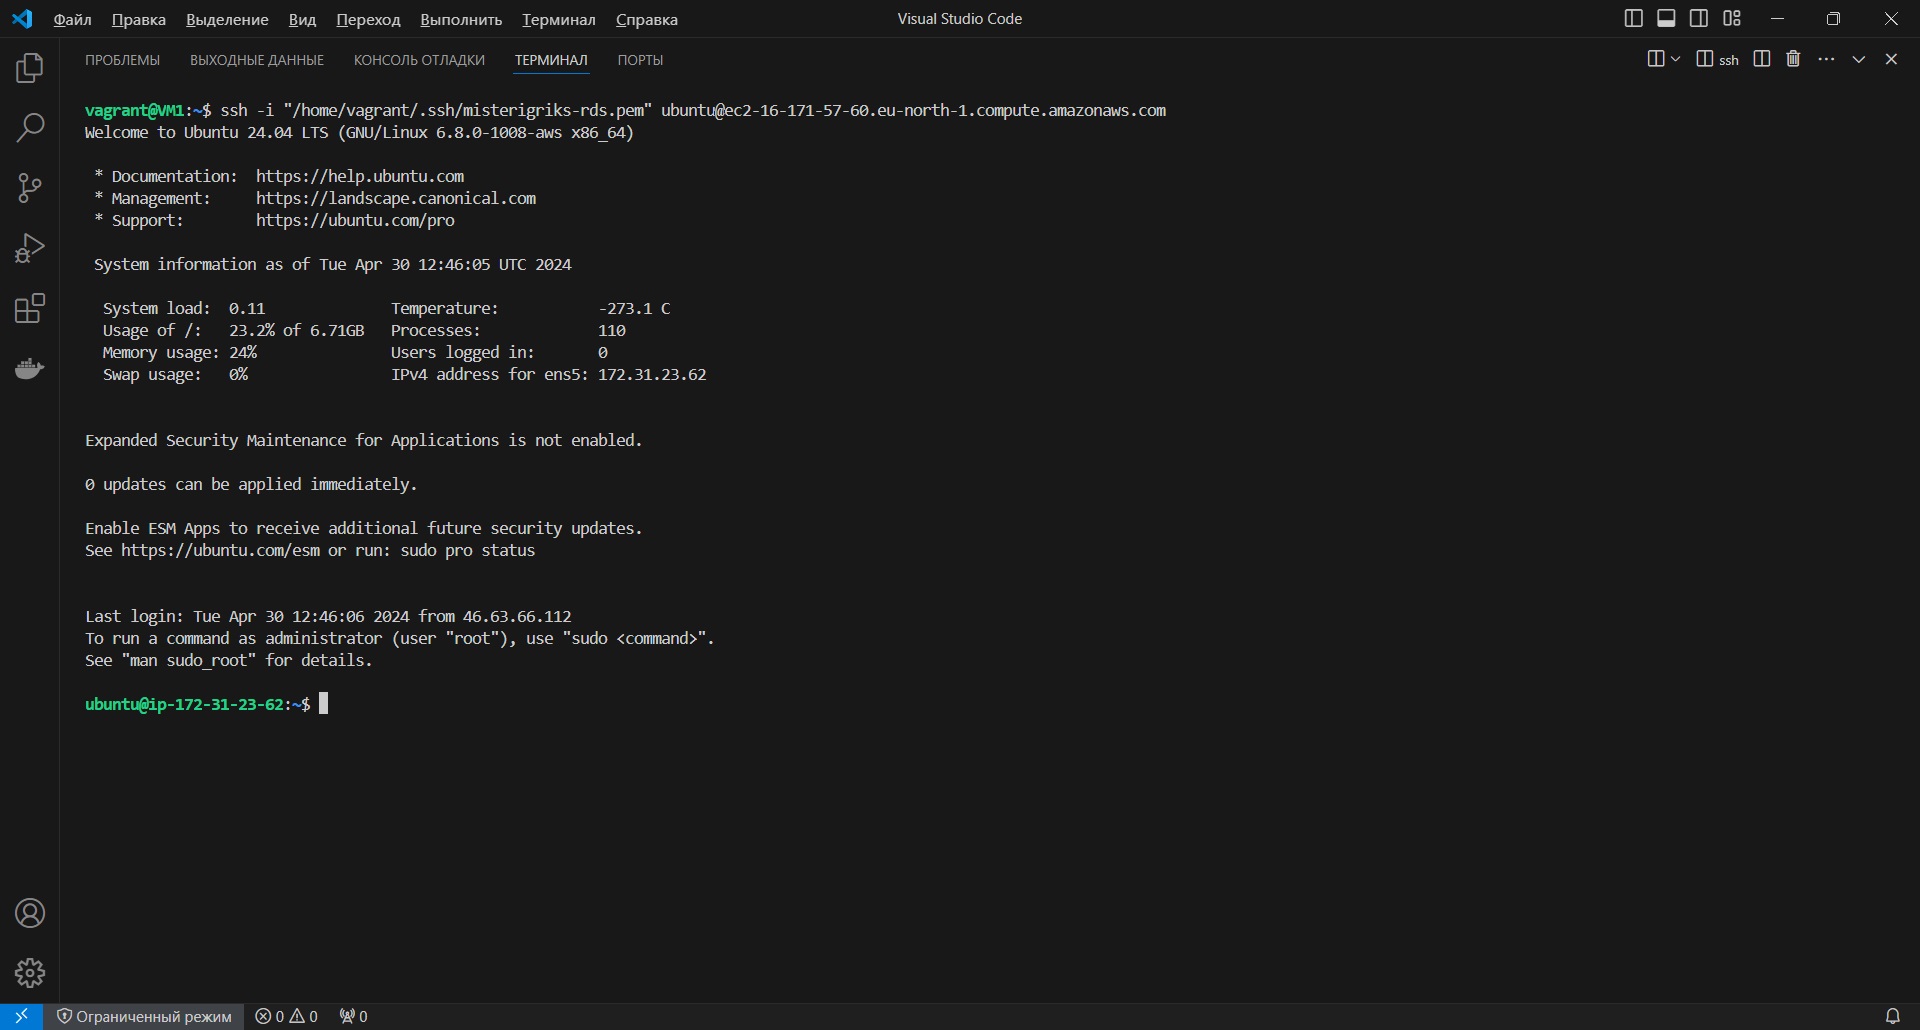 Файл Правка Выделение Вид Переход Выполнить Терминал Справка Visual Studio Code
ПРОБЛЕМЫ ВЫХОДНЫЕ ДАННЫЕ КОНСОЛЬ ОТЛАДКИ ТЕРМИНАЛ ПОРТЫ ssh
vagrant@VM1:~$ ssh -i "/home/vagrant/.ssh/misterigriks-rds.pem" ubuntu@ec2-16-171-57-60.eu-north-1.compute.amazonaws.com
Welcome to Ubuntu 24.04 LTS (GNU/Linux 6.8.0-1008-aws x86_64)
* Documentation: https://help.ubuntu.com
* Management: https://landscape.canonical.com
* Support: https://ubuntu.com/pro
System information as of Tue Apr 30 12:46:05 UTC 2024
System load: 0.11 Temperature: -273.1 C
Usage of /: 23.2% of 6.71GB Processes: 110
Memory usage: 24% Users logged in: 0
Swap usage: 0% IPv4 address for ens5: 172.31.23.62
Expanded Security Maintenance for Applications is not enabled.
0 updates can be applied immediately.
Enable ESM Apps to receive additional future security updates.
See https://ubuntu.com/esm or run: sudo pro status
Last login: Tue Apr 30 12:46:06 2024 from 46.63.66.112
To run a command as administrator (user "root"), use "sudo <command>".
See "man sudo_root" for details.
ubuntu@ip-172-31-23-62:~$
Ограниченный режим 0 0 0